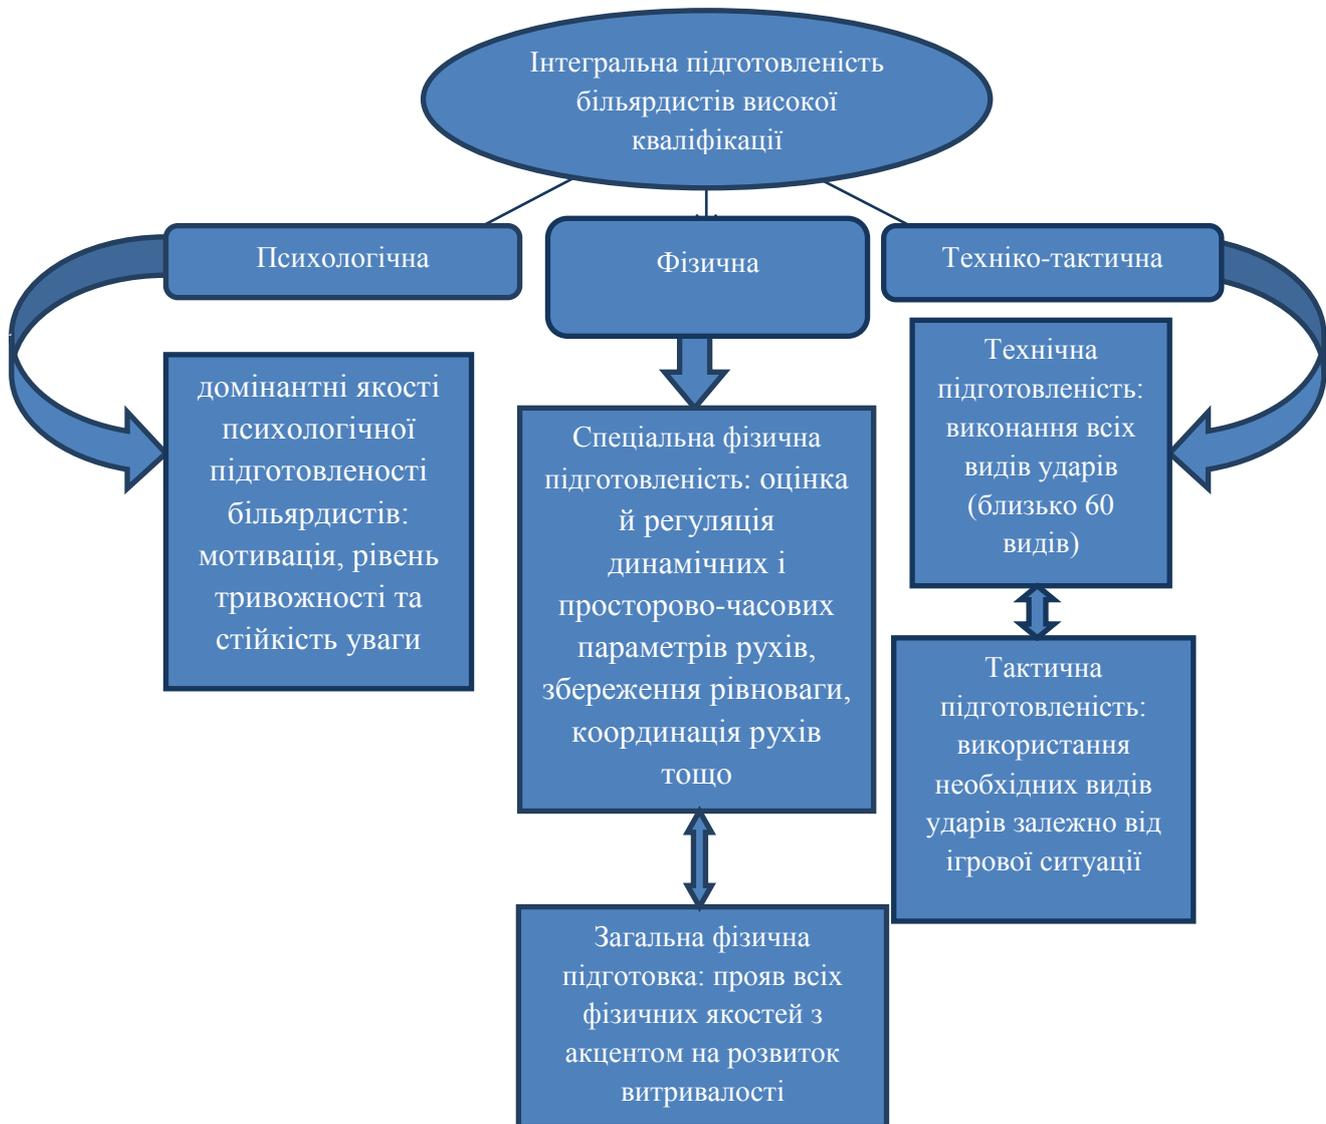 Інтегральна підготовленість
більярдистів високої
кваліфікації
Психологічна
Фізична
Техніко-тактична
домінантні якості
психологічної
підготовленості
більярдистів:
мотивація, рівень
тривожності та
стійкість уваги
Спеціальна фізична
підготовленість: оцінка
й регуляція
динамічних і
просторово-часових
параметрів рухів,
збереження рівноваги,
координація рухів
тощо
Загальна фізична
підготовка: прояв всіх
фізичних якостей з
акцентом на розвиток
витривалості
Технічна
підготовленість:
виконання всіх
видів ударів
(близько 60
видів)
Тактична
підготовленість:
використання
необхідних видів
ударів залежно від
ігрової ситуації